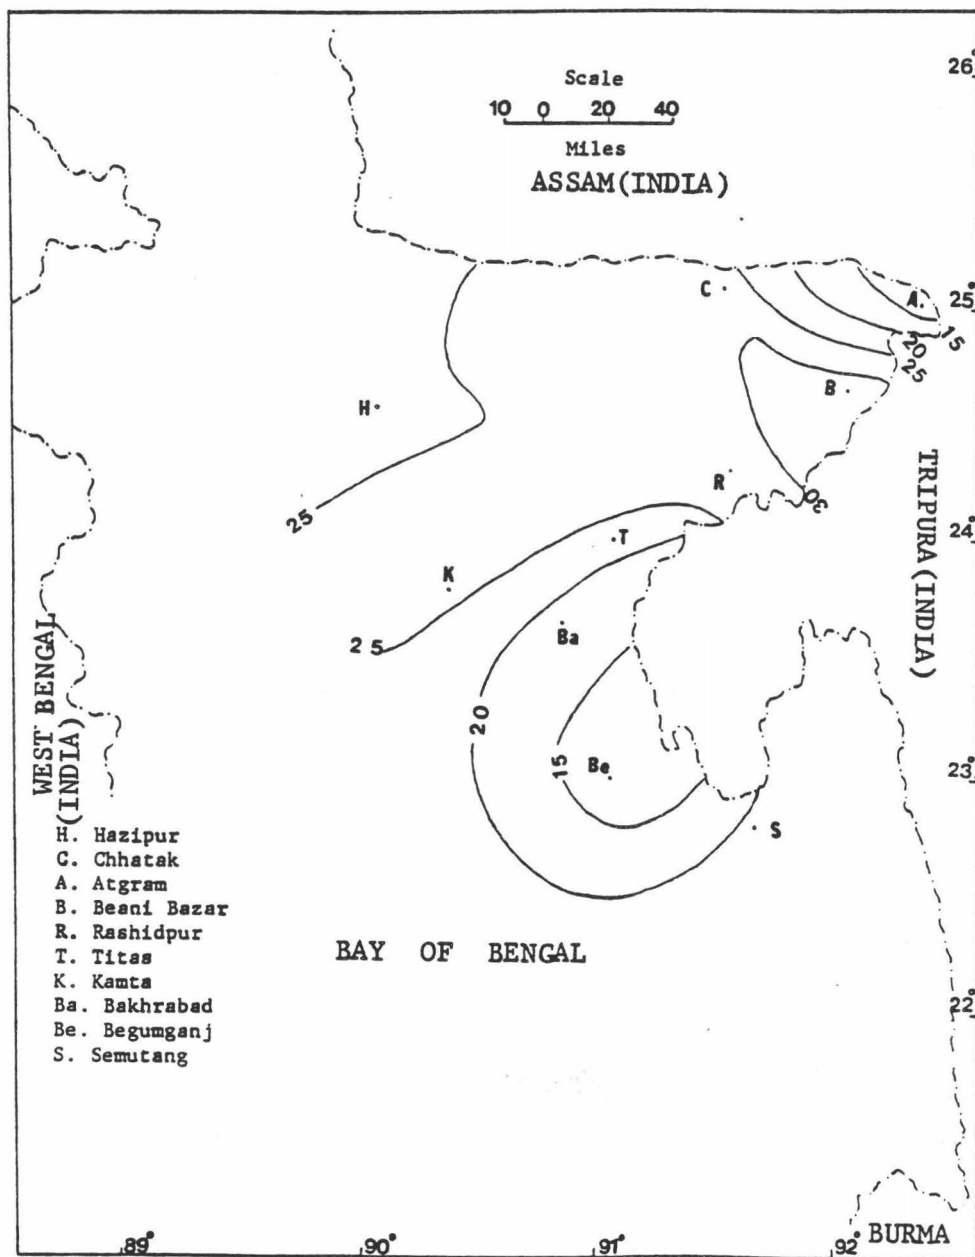 26°
Scale
10 0 20 40
Miles
ASSAM(INDIA)
25°
C
A
15
20
25
H
B
R
30
25
24°
TRIPURA(INDIA)
T
K
25
Ba
20
WEST BENGAL
(INDIA)
15
Be
23°
S
H. Hazipur
C. Chhatak
A. Atgram
B. Beani Bazar
R. Rashidpur
T. Titas
K. Kamta
Ba. Bakhrabad
Be. Begumganj
S. Semutang
BAY OF BENGAL
22°
BURMA
89° 90° 91° 92°